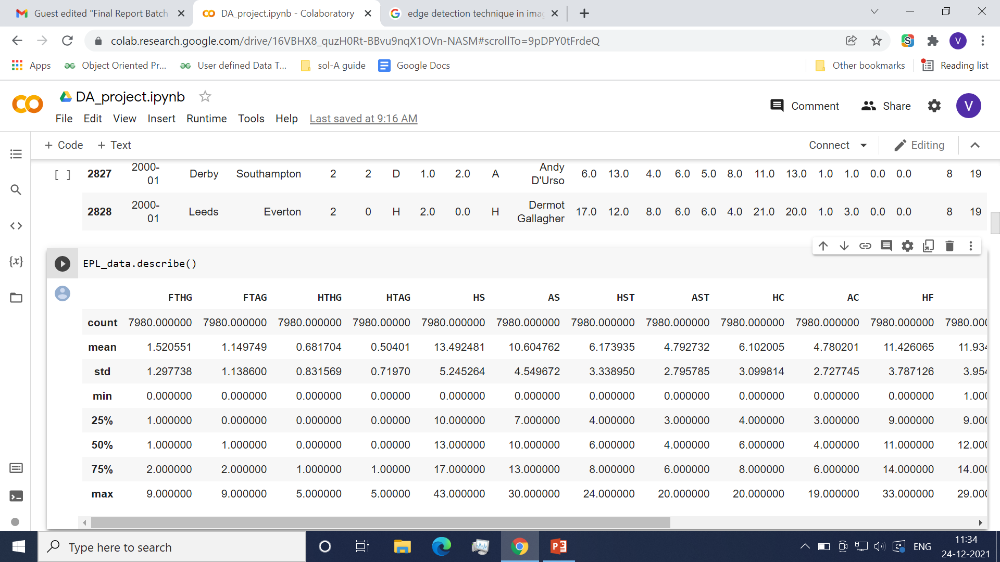 Guest edited "Final Report Batch
DA_project.ipynb - Colaboratory
edge detection technique in imag
colab.research.google.com/drive/16VBHX8_quzH0Rt-BBvu9nqX1OVn-NASM#scrollTo=9pDPY0tFrdeQ
S
V
Apps Object Oriented Pr... User defined Data T... sol-A guide Google Docs Other bookmarks Reading list
DA_project.ipynb
File Edit View Insert Runtime Tools Help Last saved at 9:16 AM
Comment Share V
+ Code + Text Connect Editing
[ ] 2827 2000-01 Derby Southampton 2 2 D 1.0 2.0 A Andy D'Urso 6.0 13.0 4.0 6.0 5.0 8.0 11.0 13.0 1.0 1.0 0.0 0.0 8 19
2828 2000-01 Leeds Everton 2 0 H 2.0 0.0 H Dermot Gallagher 17.0 12.0 8.0 6.0 6.0 4.0 21.0 20.0 1.0 3.0 0.0 0.0 8 19
{x}
EPL_data.describe()
FTHG FTAG HTHG HTAG HS AS HST AST HC AC HF
count 7980.000000 7980.000000 7980.000000 7980.00000 7980.000000 7980.000000 7980.000000 7980.000000 7980.000000 7980.000000 7980.000000 7980.000
mean 1.520551 1.149749 0.681704 0.50401 13.492481 10.604762 6.173935 4.792732 6.102005 4.780201 11.426065 11.934
std 1.297738 1.138600 0.831569 0.71970 5.245264 4.549672 3.338950 2.795785 3.099814 2.727745 3.787126 3.954
min 0.000000 0.000000 0.000000 0.00000 0.000000 0.000000 0.000000 0.000000 0.000000 0.000000 0.000000 1.000
25% 1.000000 0.000000 0.000000 0.00000 10.000000 7.000000 4.000000 3.000000 4.000000 3.000000 9.000000 9.000
50% 1.000000 1.000000 0.000000 0.00000 13.000000 10.000000 6.000000 4.000000 6.000000 4.000000 11.000000 12.000
75% 2.000000 2.000000 1.000000 1.00000 17.000000 13.000000 8.000000 6.000000 8.000000 6.000000 14.000000 14.000
max 9.000000 9.000000 5.000000 5.00000 43.000000 30.000000 24.000000 20.000000 20.000000 19.000000 33.000000 29.000
Type here to search
ENG
11:34
24-12-2021